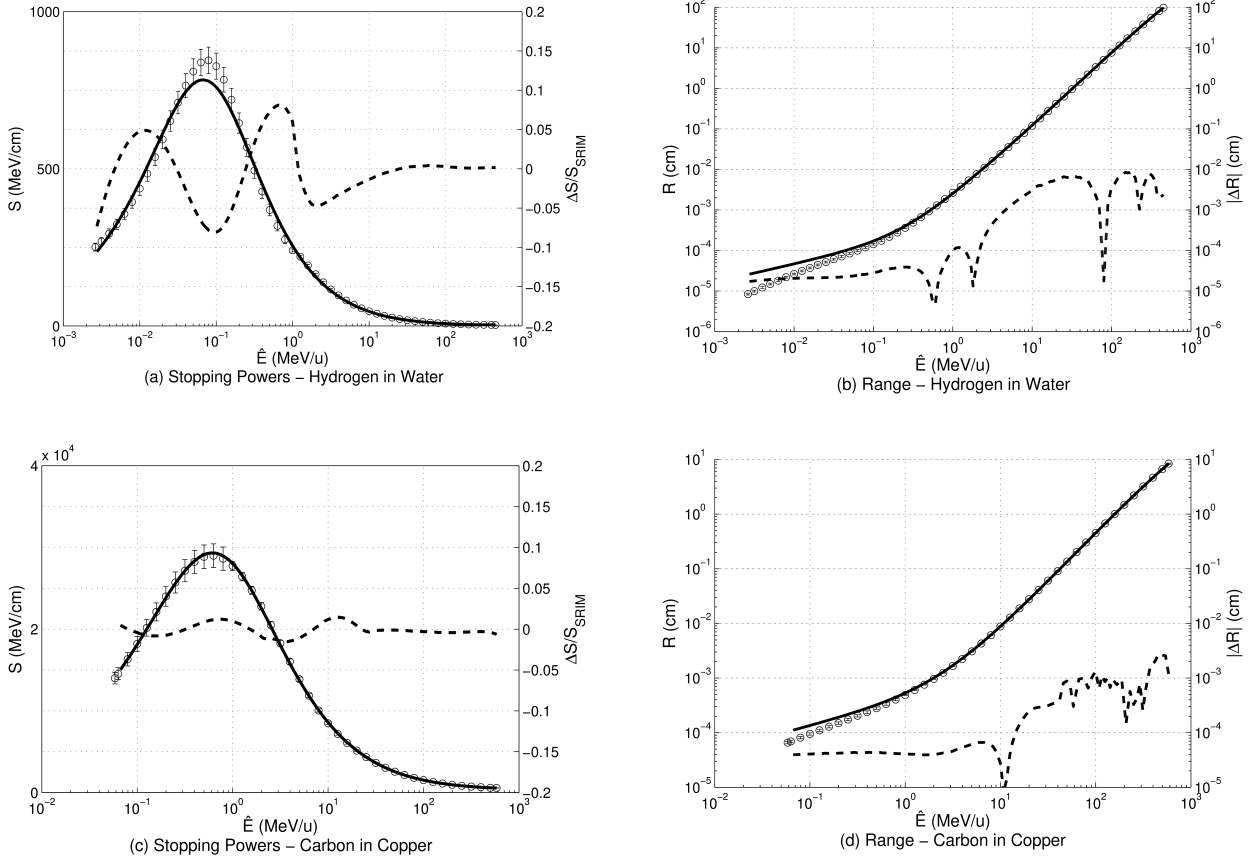 1000
500
0
S (MeV/cm)
0.2
0.15
0.1
0.05
0
−0.05
−0.1
−0.15
−0.2
ΔS/S_SRIM
10^−3 10^−2 10^−1 10^0 10^1 10^2 10^3
Ê (MeV/u)
(a) Stopping Powers − Hydrogen in Water
10^2
10^1
10^0
10^−1
10^−2
10^−3
10^−4
10^−5
10^−6
R (cm)
10^2
10^1
10^0
10^−1
10^−2
10^−3
10^−4
10^−5
10^−6
|ΔR| (cm)
10^−3 10^−2 10^−1 10^0 10^1 10^2 10^3
Ê (MeV/u)
(b) Range − Hydrogen in Water
x 10^4
4
2
0
S (MeV/cm)
0.2
0.15
0.1
0.05
0
−0.05
−0.1
−0.15
−0.2
ΔS/S_SRIM
10^−2 10^−1 10^0 10^1 10^2 10^3
Ê (MeV/u)
(c) Stopping Powers − Carbon in Copper
10^1
10^0
10^−1
10^−2
10^−3
10^−4
10^−5
R (cm)
10^1
10^0
10^−1
10^−2
10^−3
10^−4
10^−5
|ΔR| (cm)
10^−2 10^−1 10^0 10^1 10^2 10^3
Ê (MeV/u)
(d) Range − Carbon in Copper